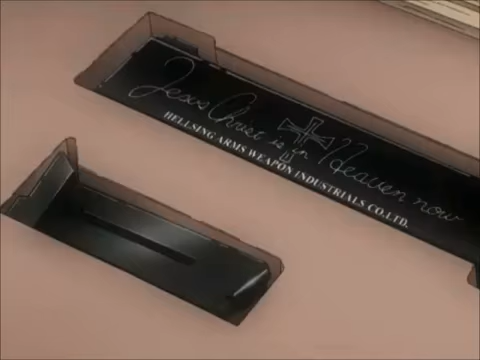 Jesus Christ is in Heaven now
HELLSING ARMS WEAPON INDUSTRIALS CO.LTD.